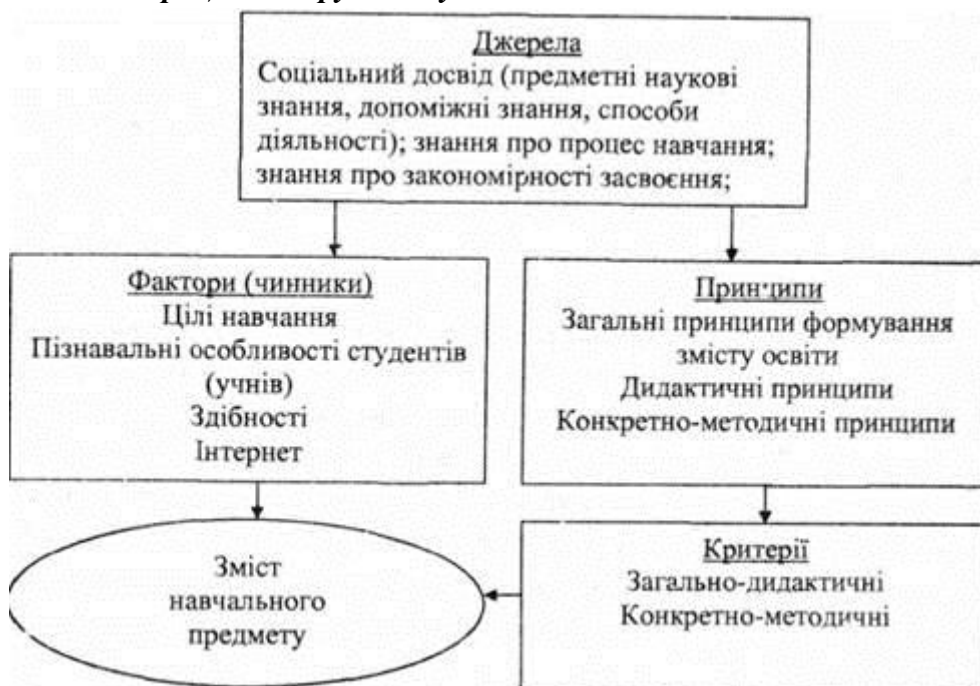 Джерела
Соціальний досвід (предметні наукові
знання, допоміжні знання, способи
діяльності); знання про процес навчання;
знання про закономірності засвоєння;
Фактори (чинники)
Цілі навчання
Пізнавальні особливості студентів
(учнів)
Здібності
Інтернет
Принципи
Загальні принципи формування
змісту освіти
Дидактичні принципи
Конкретно-методичні принципи
Зміст
навчального
предмету
Критерії
Загально-дидактичні
Конкретно-методичні